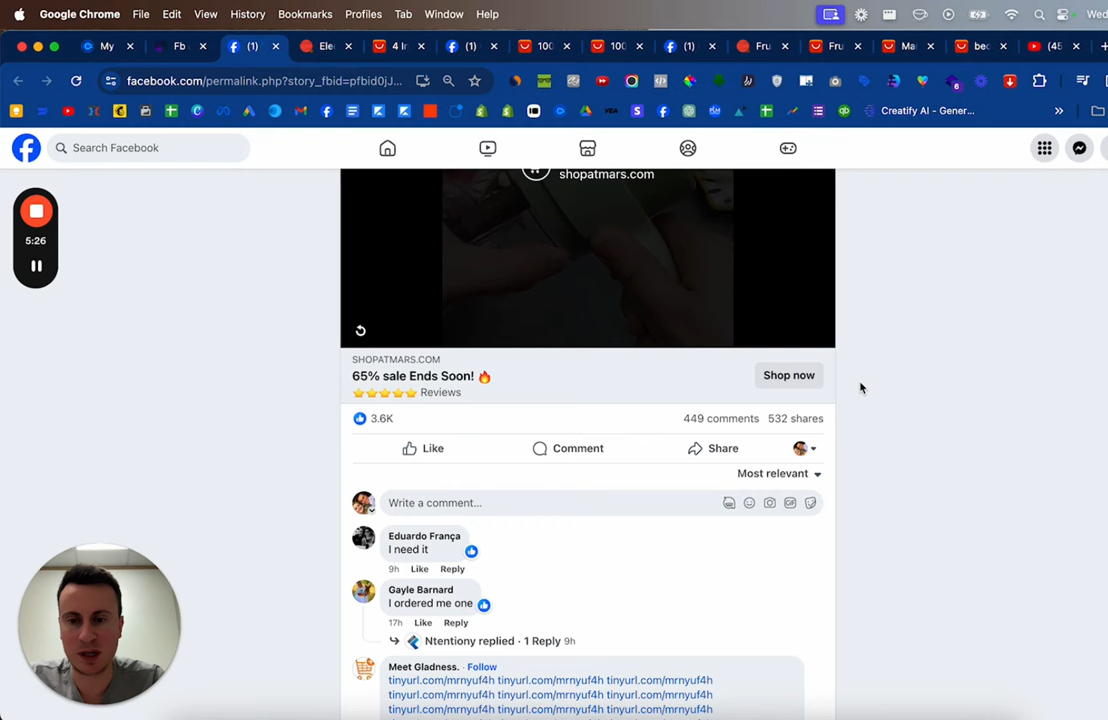 Google Chrome File Edit View History Bookmarks Profiles Tab Window Help Wed
My Fb (1) Ele 4 Ir (1) 100 100 (1) Fru Fru Ma bec (45
facebook.com/permalink.php?story_fbid=pfbid0jJ... 6
Creatify AI - Gener...
Search Facebook
shopatmars.com
5:26
SHOPATMARS.COM
65% sale Ends Soon! 🔥
Shop now
⭐⭐⭐⭐⭐ Reviews
3.6K 449 comments 532 shares
Like Comment Share
Most relevant
Write a comment...
GIF
Eduardo França
I need it
9h Like Reply
Gayle Barnard
I ordered me one
17h Like Reply
Ntentiony replied · 1 Reply 9h
Meet Gladness. · Follow
tinyurl.com/mrnyuf4h tinyurl.com/mrnyuf4h tinyurl.com/mrnyuf4h
tinyurl.com/mrnyuf4h tinyurl.com/mrnyuf4h tinyurl.com/mrnyuf4h
tinyurl.com/mrnyuf4h tinyurl.com/mrnyuf4h tinyurl.com/mrnyuf4h